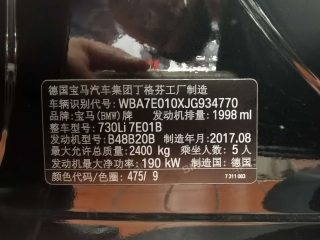 德国宝马汽车集团丁格芬工厂制造
车辆识别代号: WBA7E010XJG934770
品牌: 宝马(BMW)牌 发动机排量: 1998 ml
整车型号: 730Li 7E01B
发动机型号: B48B20B 制造年月: 2017.08
最大允许总质量: 2400 kg 乘坐人数: 5 人
发动机最大净功率: 190 kW 制造国: 德国
颜色代码/色圈: 475/ 9 7 311 003